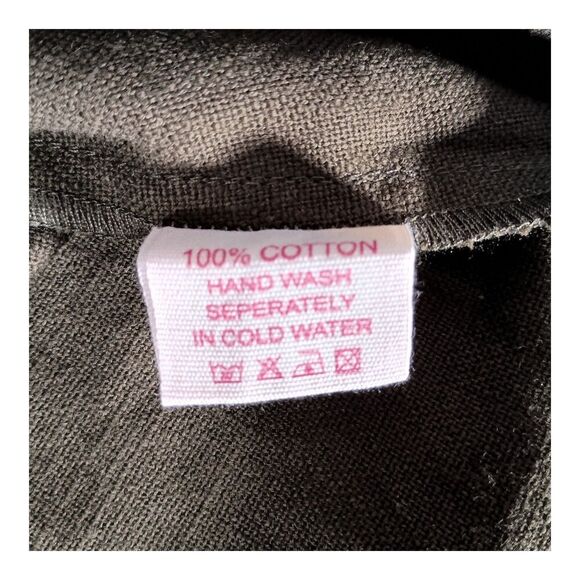 100% COTTON
HAND WASH
SEPERATELY
IN COLD WATER